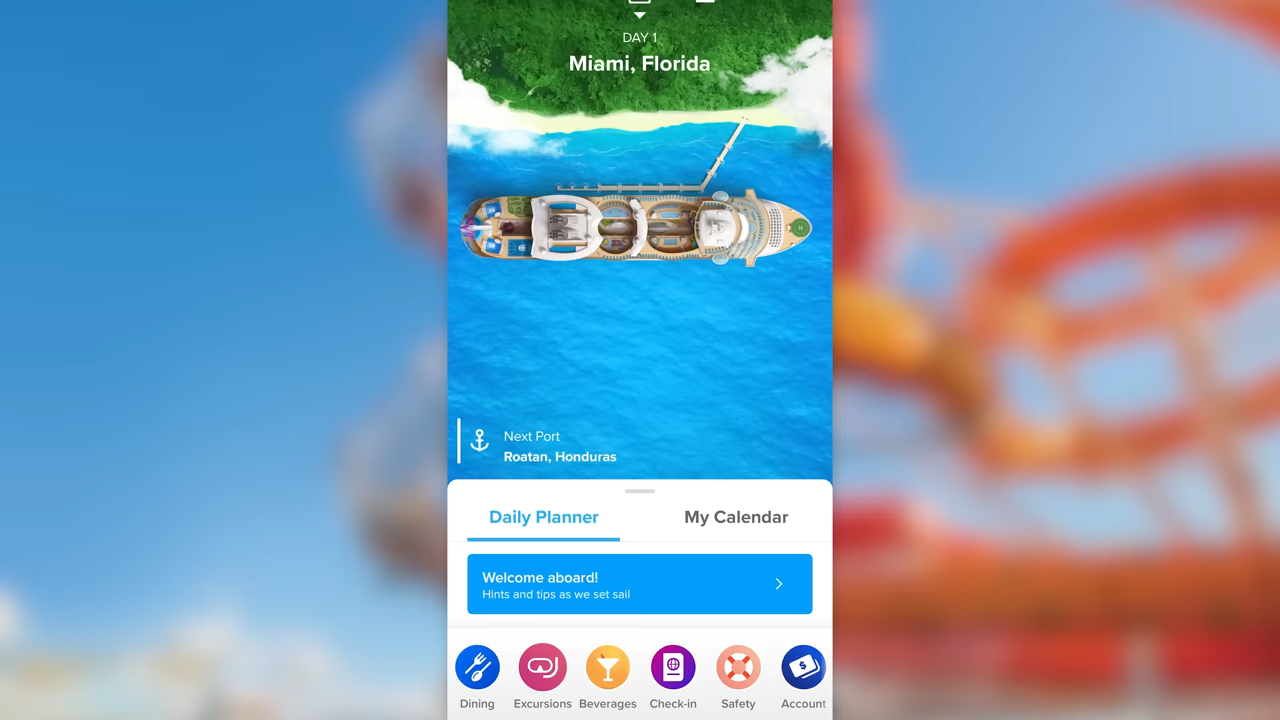 DAY 1
Miami, Florida
Next Port
Roatan, Honduras
Daily Planner
My Calendar
Welcome aboard!
Hints and tips as we set sail
Dining
Excursions
Beverages
Check-in
Safety
Account